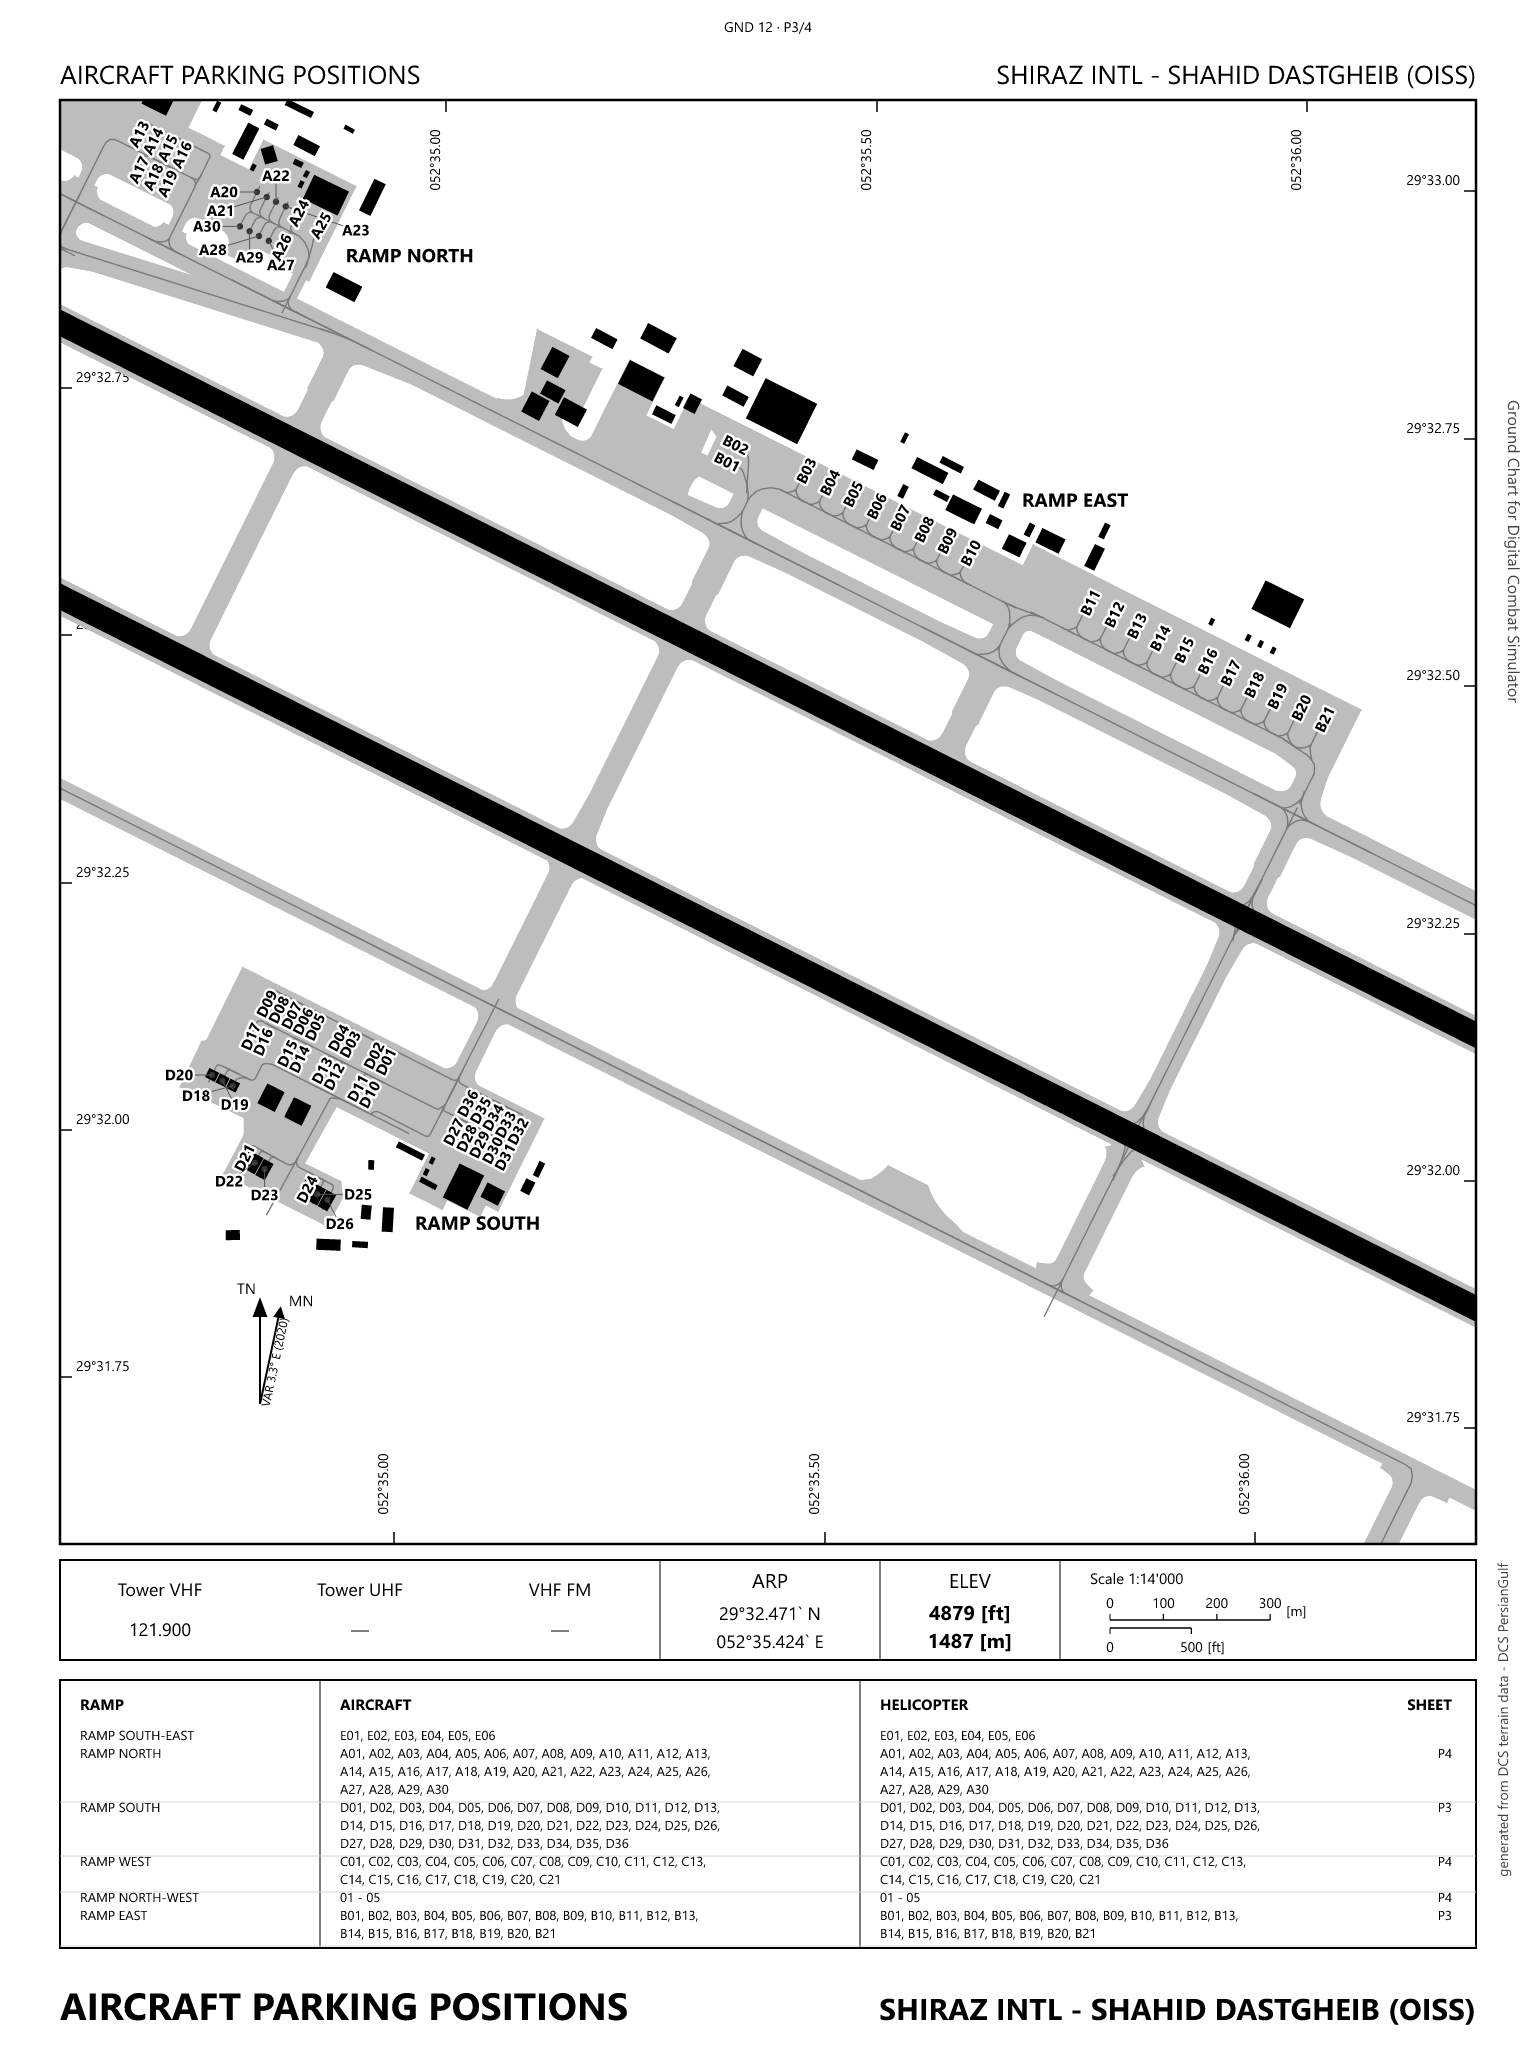 GND 12 · P3/4
AIRCRAFT PARKING POSITIONS
SHIRAZ INTL - SHAHID DASTGHEIB (OISS)
052°35.00
052°35.50
052°36.00
29°33.00
29°32.75
29°32.75
29°32.50
29°32.25
29°32.25
29°32.00
29°32.00
29°31.75
29°31.75
052°35.00
052°35.50
052°36.00
A13
A14
A15
A16
A17
A18
A19
A20
A21
A22
A23
A24
A25
A26
A27
A28
A29
A30
RAMP NORTH
B01
B02
B03
B04
B05
B06
B07
B08
B09
B10
RAMP EAST
B11
B12
B13
B14
B15
B16
B17
B18
B19
B20
B21
D09
D08
D07
D06
D05
D04
D03
D02
D01
D17
D16
D15
D14
D13
D12
D11
D10
D20
D18
D19
D21
D22
D23
D24
D25
D26
D36
D35
D34
D33
D32
D27
D28
D29
D30
D31
RAMP SOUTH
TN
MN
VAR 3.3° E (2020)
Ground Chart for Digital Combat Simulator
generated from DCS terrain data - DCS PersianGulf
Tower VHF
121.900
Tower UHF
—
VHF FM
—
ARP
29°32.471` N
052°35.424` E
ELEV
4879 [ft]
1487 [m]
Scale 1:14'000
0 100 200 300 [m]
0 500 [ft]
RAMP AIRCRAFT HELICOPTER SHEET
RAMP SOUTH-EAST E01, E02, E03, E04, E05, E06 E01, E02, E03, E04, E05, E06
RAMP NORTH A01, A02, A03, A04, A05, A06, A07, A08, A09, A10, A11, A12, A13, A01, A02, A03, A04, A05, A06, A07, A08, A09, A10, A11, A12, A13, P4
A14, A15, A16, A17, A18, A19, A20, A21, A22, A23, A24, A25, A26, A14, A15, A16, A17, A18, A19, A20, A21, A22, A23, A24, A25, A26,
A27, A28, A29, A30 A27, A28, A29, A30
RAMP SOUTH D01, D02, D03, D04, D05, D06, D07, D08, D09, D10, D11, D12, D13, D01, D02, D03, D04, D05, D06, D07, D08, D09, D10, D11, D12, D13, P3
D14, D15, D16, D17, D18, D19, D20, D21, D22, D23, D24, D25, D26, D14, D15, D16, D17, D18, D19, D20, D21, D22, D23, D24, D25, D26,
D27, D28, D29, D30, D31, D32, D33, D34, D35, D36 D27, D28, D29, D30, D31, D32, D33, D34, D35, D36
RAMP WEST C01, C02, C03, C04, C05, C06, C07, C08, C09, C10, C11, C12, C13, C01, C02, C03, C04, C05, C06, C07, C08, C09, C10, C11, C12, C13, P4
C14, C15, C16, C17, C18, C19, C20, C21 C14, C15, C16, C17, C18, C19, C20, C21
RAMP NORTH-WEST 01 - 05 01 - 05 P4
RAMP EAST B01, B02, B03, B04, B05, B06, B07, B08, B09, B10, B11, B12, B13, B01, B02, B03, B04, B05, B06, B07, B08, B09, B10, B11, B12, B13, P3
B14, B15, B16, B17, B18, B19, B20, B21 B14, B15, B16, B17, B18, B19, B20, B21
AIRCRAFT PARKING POSITIONS
SHIRAZ INTL - SHAHID DASTGHEIB (OISS)